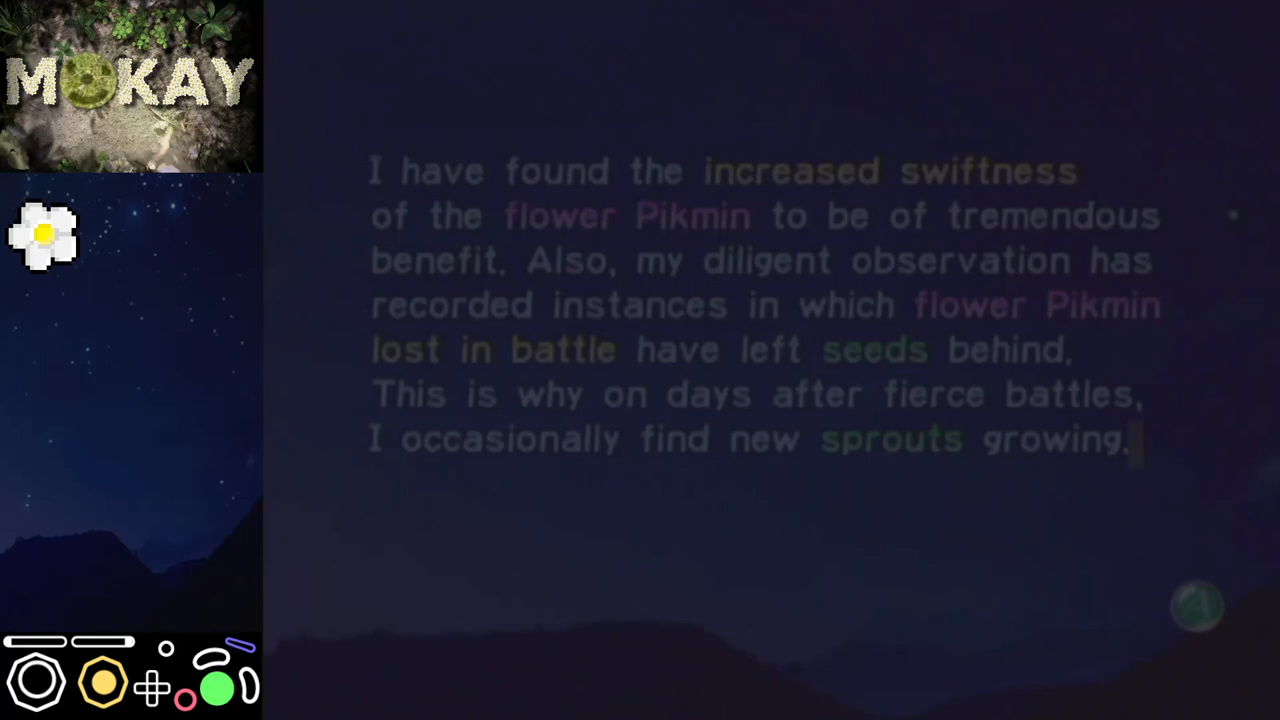 MOKAY
I have found the increased swiftness
of the flower Pikmin to be of tremendous
benefit. Also, my diligent observation has
recorded instances in which flower Pikmin
lost in battle have left seeds behind.
This is why on days after fierce battles,
I occasionally find new sprouts growing.
A